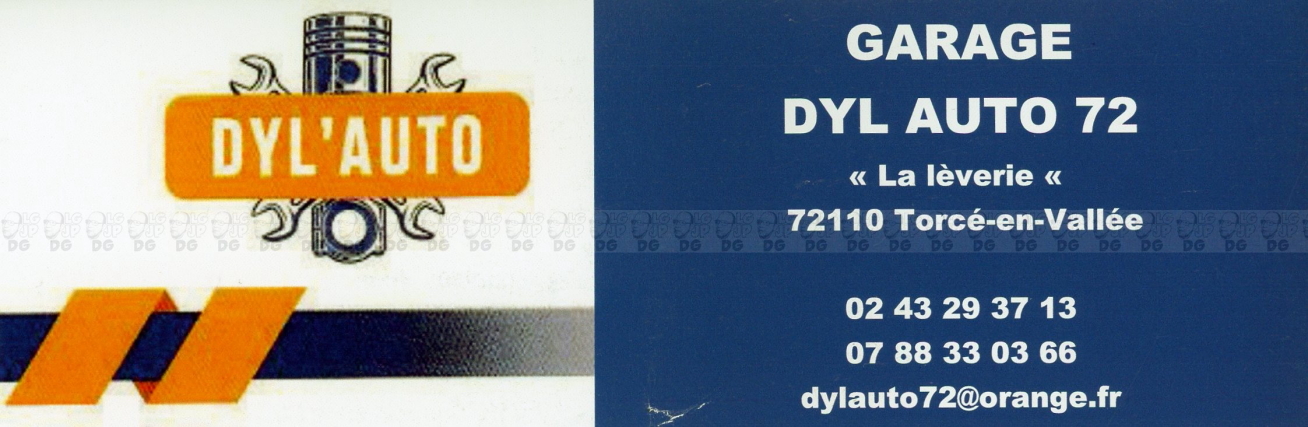 DYL'AUTO
GARAGE
DYL AUTO 72
« La lèverie «
72110 Torcé-en-Vallée
02 43 29 37 13
07 88 33 03 66
dylauto72@orange.fr